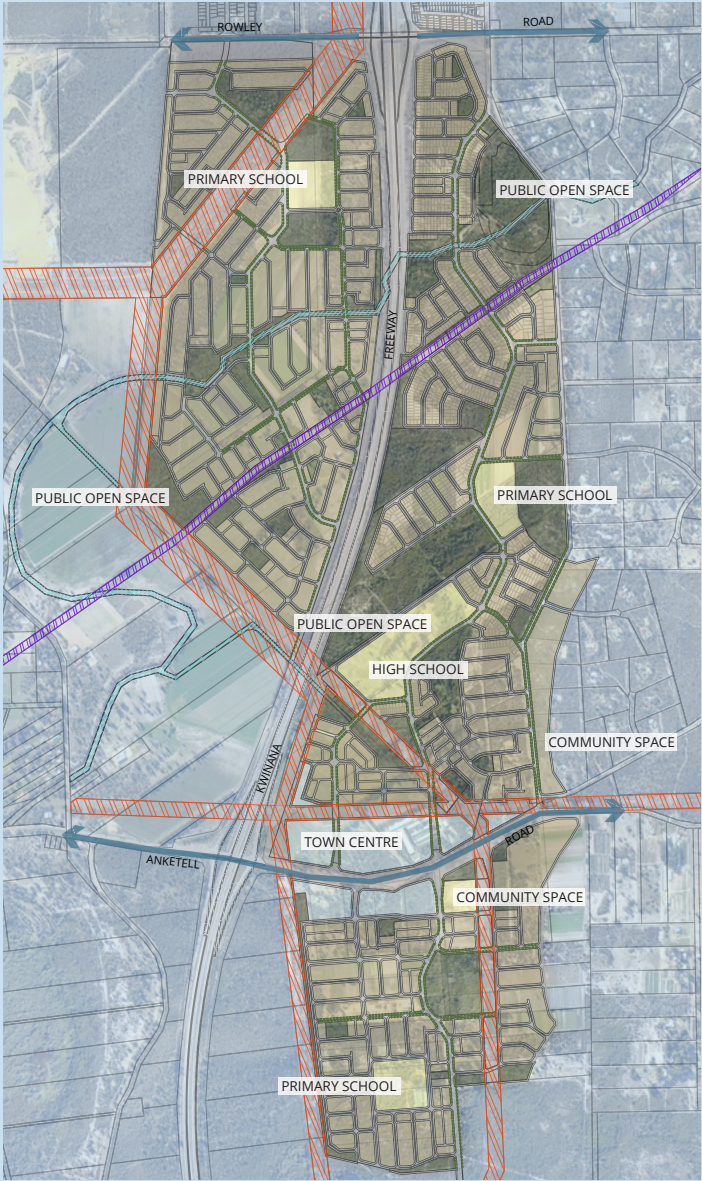 ROWLEY
ROAD
PRIMARY SCHOOL
PUBLIC OPEN SPACE
FREEWAY
PUBLIC OPEN SPACE
PRIMARY SCHOOL
PUBLIC OPEN SPACE
HIGH SCHOOL
COMMUNITY SPACE
KWINANA
TOWN CENTRE
ROAD
ANKETELL
COMMUNITY SPACE
PRIMARY SCHOOL